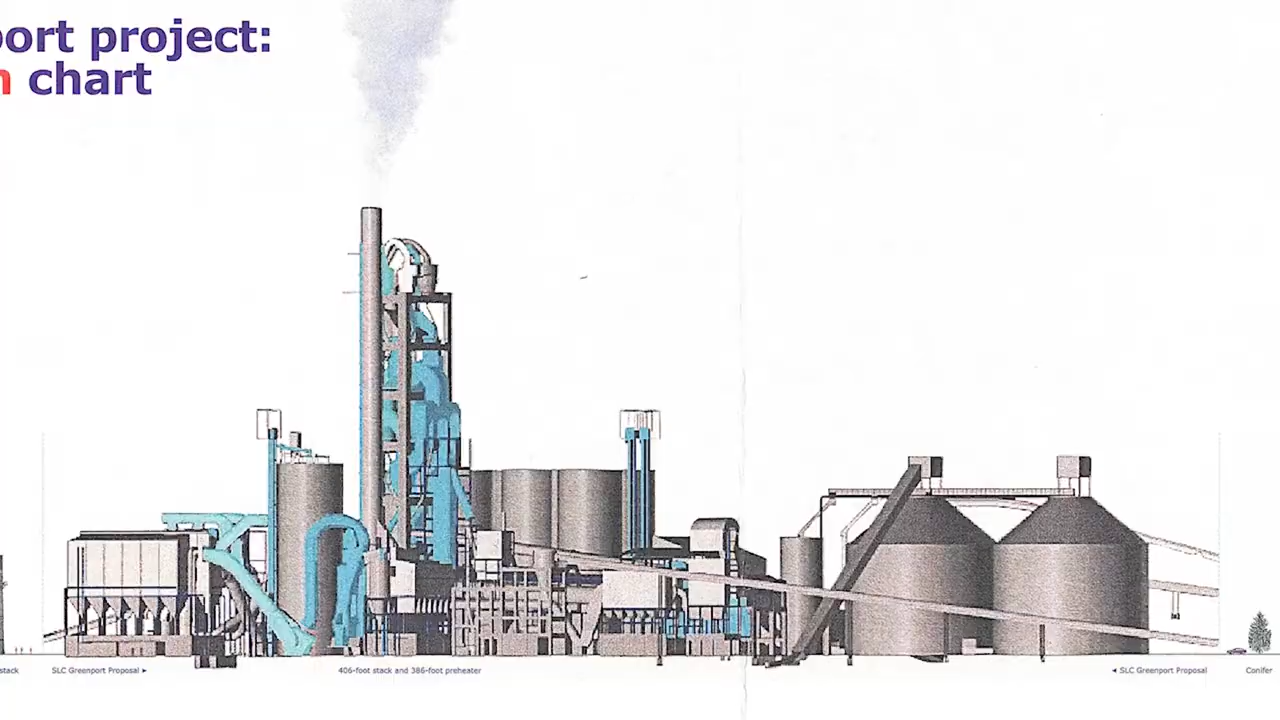 port project:
n chart
stack
SLC Greenport Proposal ►
406-foot stack and 386-foot preheater
◄ SLC Greenport Proposal
Conifer